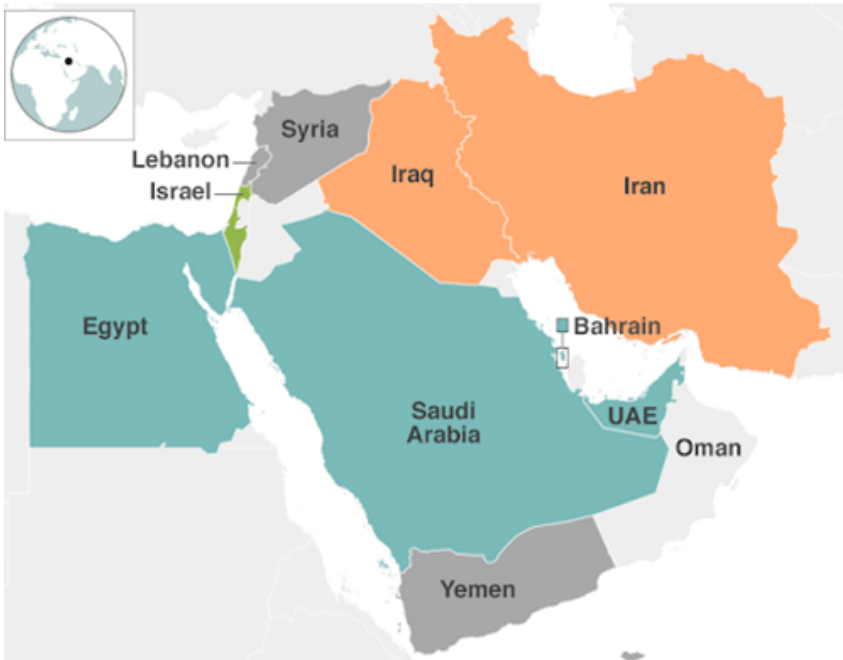 Syria
Lebanon
Israel
Iraq
Iran
Egypt
Bahrain
Saudi
Arabia
UAE
Oman
Yemen